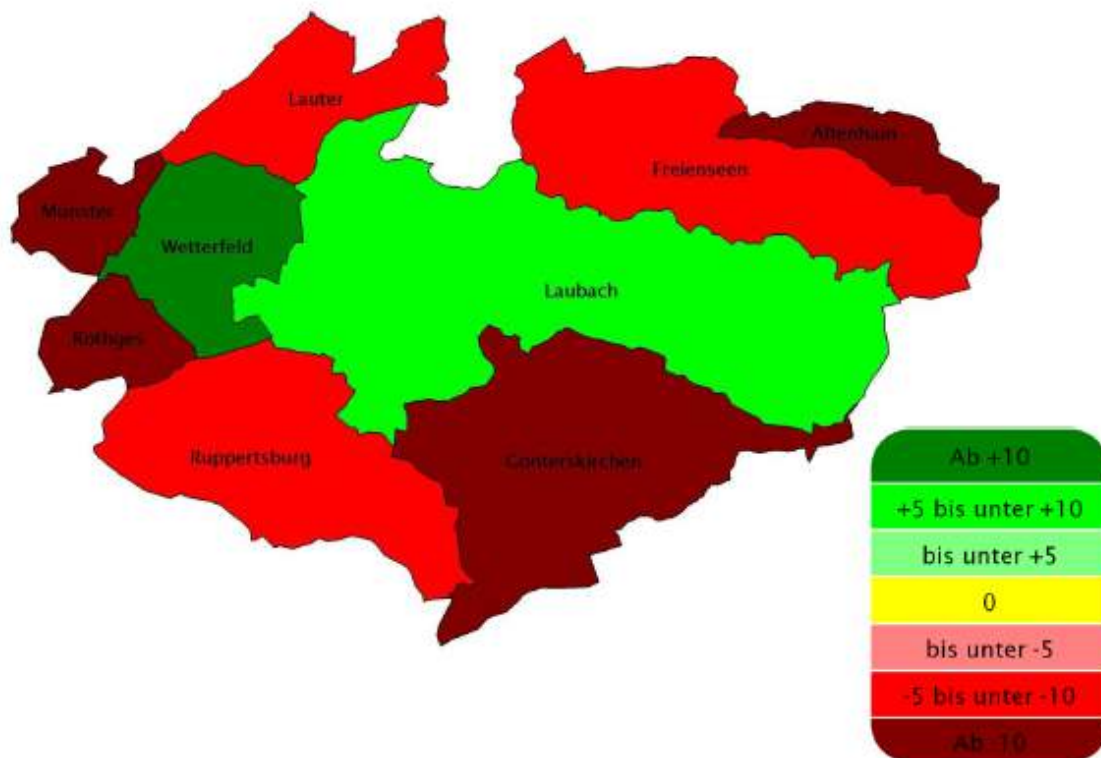 Lauter
Altenhain
Freienseen
Münster
Wetterfeld
Laubach
Röthges
Ruppertsburg
Gonterskirchen
Ab +10
+5 bis unter +10
bis unter +5
0
bis unter -5
-5 bis unter -10
Ab -10